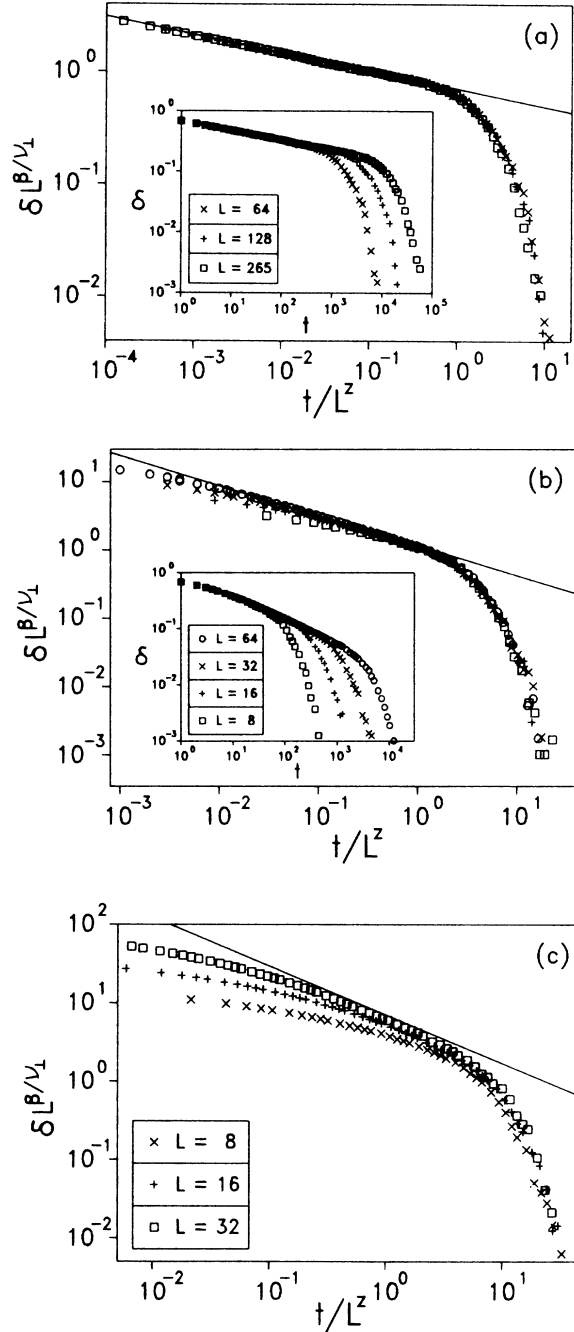 (a)
δL^{β/ν⊥}
10^0
10^{-1}
10^{-2}
δ
10^0
10^{-1}
10^{-2}
10^{-3}
× L = 64
+ L = 128
□ L = 265
10^0 10^1 10^2 10^3 10^4 10^5
t
10^{-4} 10^{-3} 10^{-2} 10^{-1} 10^0 10^1
t/L^z
(b)
δL^{β/ν⊥}
10^1
10^0
10^{-1}
10^{-2}
10^{-3}
δ
10^0
10^{-1}
10^{-2}
10^{-3}
○ L = 64
× L = 32
+ L = 16
□ L = 8
10^0 10^1 10^2 10^3 10^4
t
10^{-3} 10^{-2} 10^{-1} 10^0 10^1
t/L^z
(c)
δL^{β/ν⊥}
10^2
10^1
10^0
10^{-1}
10^{-2}
× L = 8
+ L = 16
□ L = 32
10^{-2} 10^{-1} 10^0 10^1
t/L^z